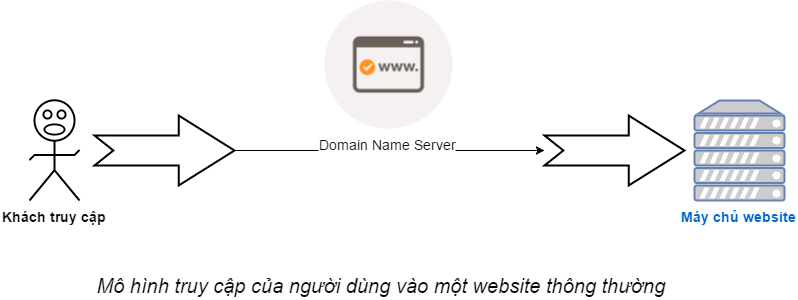 www.
Domain Name Server
Khách truy cập
Máy chủ website
Mô hình truy cập của người dùng vào một website thông thường